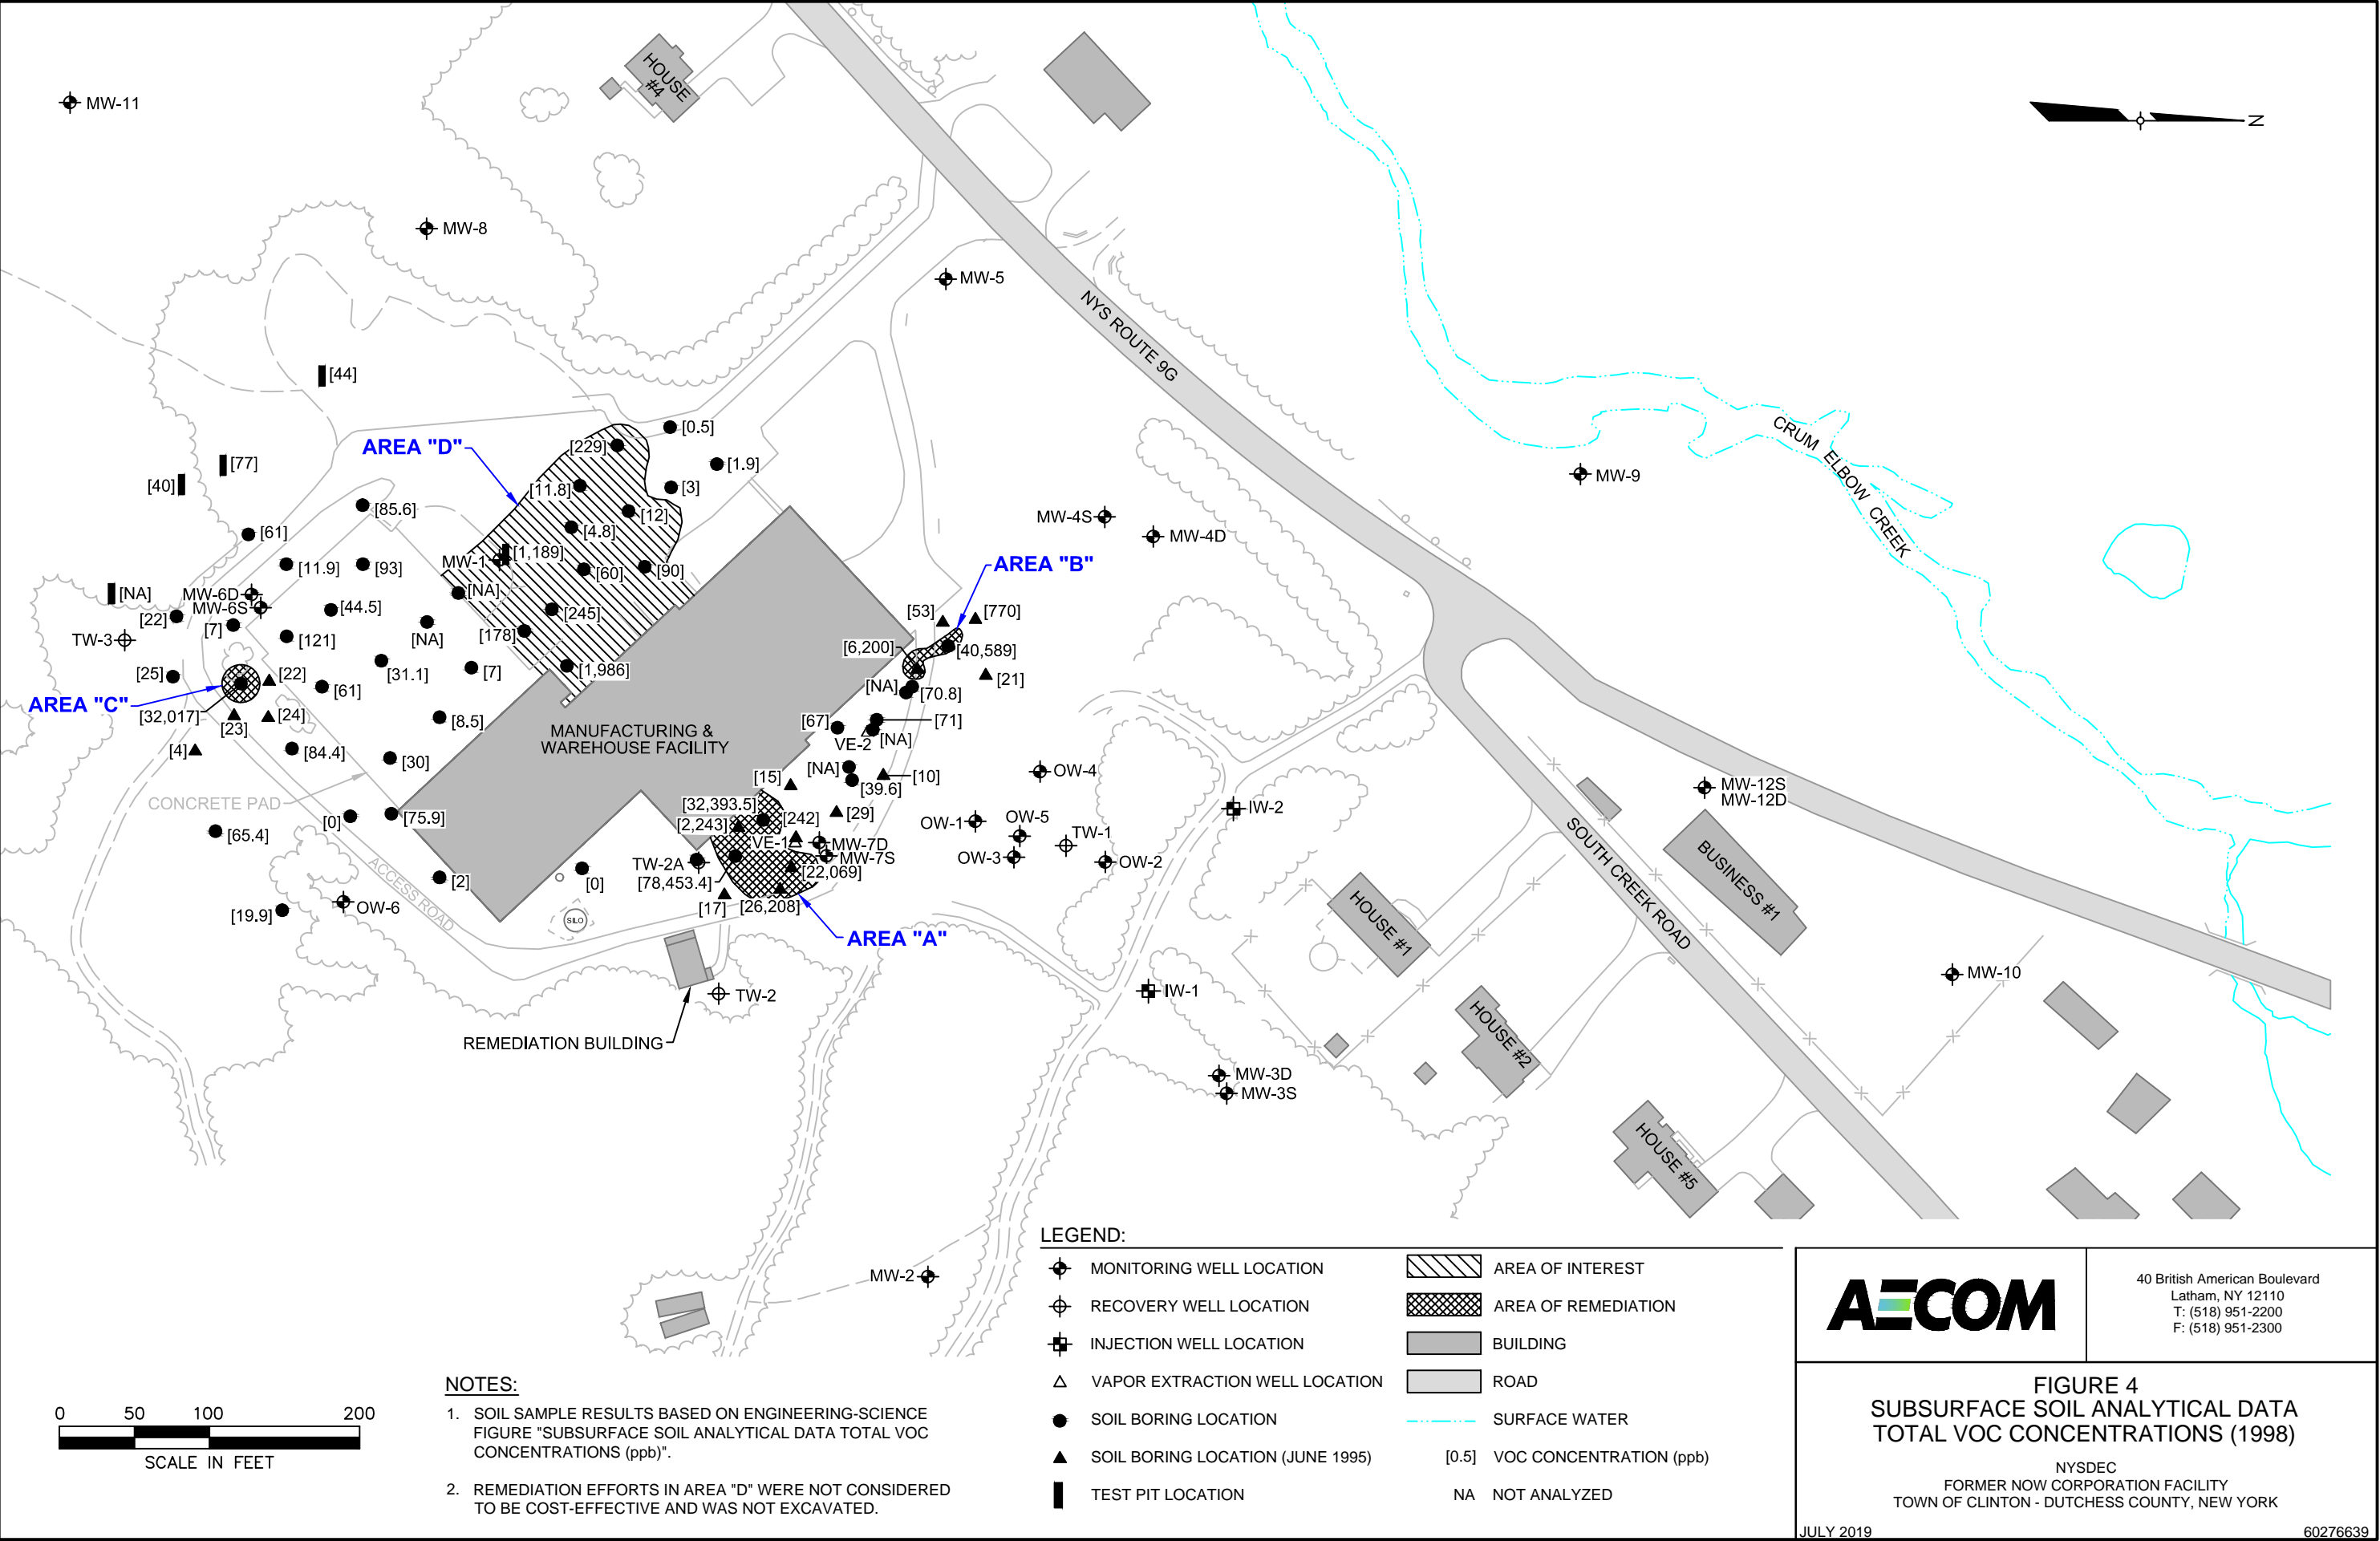 HOUSE
#4
MW-11
N
MW-8
MW-5
NYS ROUTE 9G
[44]
AREA "D"
[229]
[0.5]
[77]
[1.9]
[40]
[11.8]
[3]
CRUM ELBOW CREEK
MW-9
[85.6]
[12]
[61]
[4.8]
MW-4S
MW-4D
[1,189]
MW-1
[11.9]
[93]
[60]
[90]
AREA "B"
[NA]
MW-6D
MW-6S
[44.5]
[NA]
[245]
[53]
[770]
[22]
[7]
TW-3
[121]
[NA]
[178]
[6,200]
[40,589]
[25]
[22]
[31.1]
[7]
[1,986]
[21]
[61]
[NA]
[70.8]
AREA "C"
[32,017]
[24]
[23]
[8.5]
[67]
[71]
MANUFACTURING &
WAREHOUSE FACILITY
VE-2
[NA]
[4]
[84.4]
[30]
[NA]
[10]
[15]
[39.6]
OW-4
MW-12S
MW-12D
CONCRETE PAD
[32,393.5]
[0]
[75.9]
[2,243]
[242]
[29]
OW-1
OW-5
IW-2
[65.4]
VE-1
MW-7D
MW-7S
TW-1
OW-3
OW-2
TW-2A
[22,069]
[78,453.4]
[2]
[0]
ACCESS ROAD
[19.9]
OW-6
[17]
[26,208]
SILO
AREA "A"
SOUTH CREEK ROAD
BUSINESS #1
HOUSE #1
MW-10
TW-2
IW-1
REMEDIATION BUILDING
HOUSE #2
MW-3D
MW-3S
HOUSE #5
MW-2
LEGEND:
MONITORING WELL LOCATION
RECOVERY WELL LOCATION
INJECTION WELL LOCATION
VAPOR EXTRACTION WELL LOCATION
SOIL BORING LOCATION
SOIL BORING LOCATION (JUNE 1995)
TEST PIT LOCATION
AREA OF INTEREST
AREA OF REMEDIATION
BUILDING
ROAD
SURFACE WATER
[0.5] VOC CONCENTRATION (ppb)
NA NOT ANALYZED
NOTES:
1. SOIL SAMPLE RESULTS BASED ON ENGINEERING-SCIENCE
FIGURE "SUBSURFACE SOIL ANALYTICAL DATA TOTAL VOC
CONCENTRATIONS (ppb)".
2. REMEDIATION EFFORTS IN AREA "D" WERE NOT CONSIDERED
TO BE COST-EFFECTIVE AND WAS NOT EXCAVATED.
0 50 100 200
SCALE IN FEET
AECOM
40 British American Boulevard
Latham, NY 12110
T: (518) 951-2200
F: (518) 951-2300
FIGURE 4
SUBSURFACE SOIL ANALYTICAL DATA
TOTAL VOC CONCENTRATIONS (1998)
NYSDEC
FORMER NOW CORPORATION FACILITY
TOWN OF CLINTON - DUTCHESS COUNTY, NEW YORK
JULY 2019
60276639